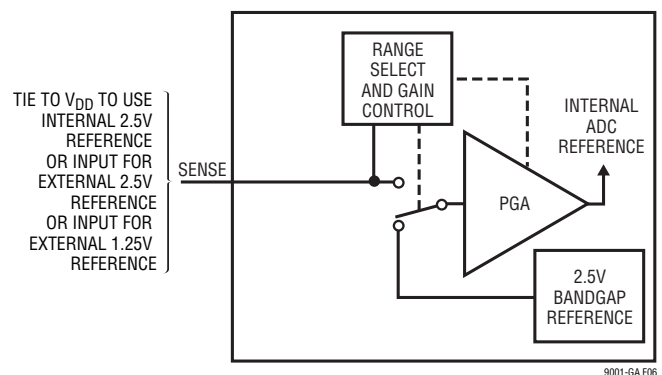 TIE TO VDD TO USE
INTERNAL 2.5V
REFERENCE
OR INPUT FOR
EXTERNAL 2.5V
REFERENCE
OR INPUT FOR
EXTERNAL 1.25V
REFERENCE
SENSE
RANGE
SELECT
AND GAIN
CONTROL
INTERNAL
ADC
REFERENCE
PGA
2.5V
BANDGAP
REFERENCE
9001-GA F06